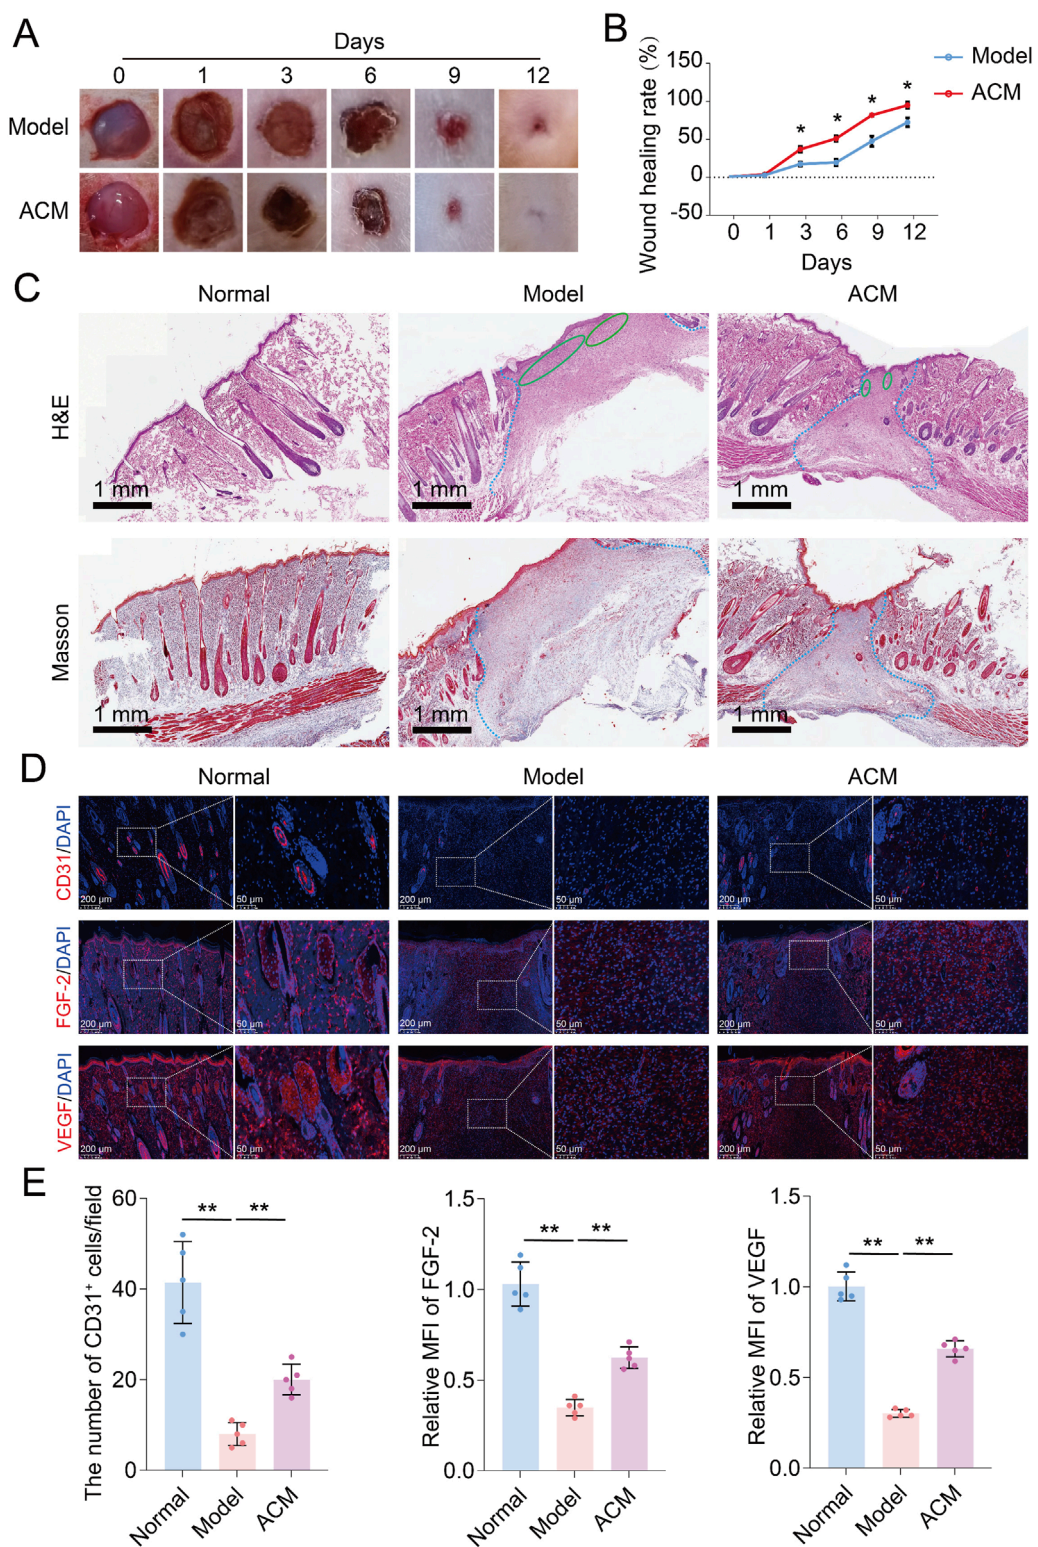 A
Days
0 1 3 6 9 12
Model
ACM
B
Wound healing rate (%)
150
100
50
0
-50
* * * *
0 1 3 6 9 12
Days
Model
ACM
C
Normal Model ACM
H&E
1 mm 1 mm 1 mm
Masson
1 mm 1 mm 1 mm
D
Normal Model ACM
CD31/DAPI
200 µm 50 µm 200 µm 50 µm 200 µm 50 µm
FGF-2/DAPI
200 µm 50 µm 200 µm 50 µm 200 µm 50 µm
VEGF/DAPI
200 µm 50 µm 200 µm 50 µm 200 µm 50 µm
E
The number of CD31⁺ cells/field
60
40
20
0
** **
Normal Model ACM
Relative MFI of FGF-2
1.5
1.0
0.5
0.0
** **
Normal Model ACM
Relative MFI of VEGF
1.5
1.0
0.5
0.0
** **
Normal Model ACM